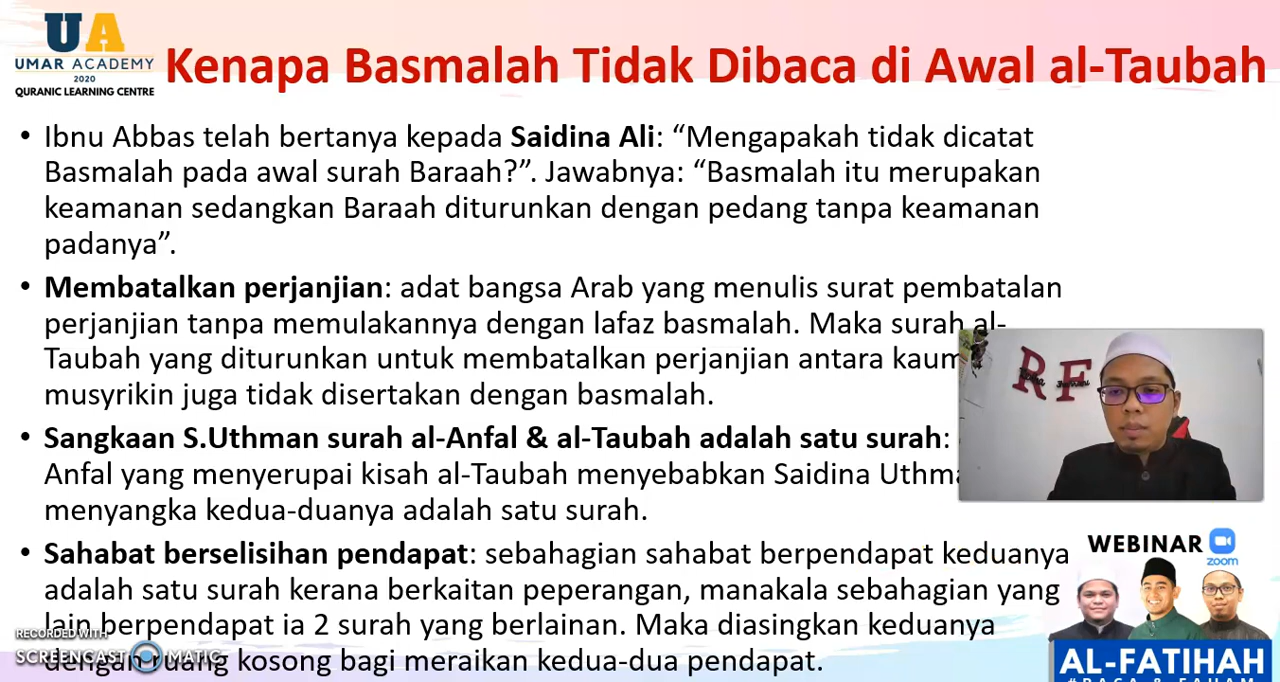 UA
UMAR ACADEMY
2020
QURANIC LEARNING CENTRE
Kenapa Basmalah Tidak Dibaca di Awal al-Taubah
• Ibnu Abbas telah bertanya kepada Saidina Ali: “Mengapakah tidak dicatat
Basmalah pada awal surah Baraah?”. Jawabnya: “Basmalah itu merupakan
keamanan sedangkan Baraah diturunkan dengan pedang tanpa keamanan
padanya”.
• Membatalkan perjanjian: adat bangsa Arab yang menulis surat pembatalan
perjanjian tanpa memulakannya dengan lafaz basmalah. Maka surah al-
Taubah yang diturunkan untuk membatalkan perjanjian antara kaum
musyrikin juga tidak disertakan dengan basmalah.
• Sangkaan S.Uthman surah al-Anfal & al-Taubah adalah satu surah:
Anfal yang menyerupai kisah al-Taubah menyebabkan Saidina Uthma
menyangka kedua-duanya adalah satu surah.
• Sahabat berselisihan pendapat: sebahagian sahabat berpendapat keduanya
adalah satu surah kerana berkaitan peperangan, manakala sebahagian yang
lain berpendapat ia 2 surah yang berlainan. Maka diasingkan keduanya
dengan ruang kosong bagi meraikan kedua-dua pendapat.
RF
WEBINAR
zoom
AL-FATIHAH
#BACA & FAHAM
RECORDED WITH
SCREENCAST MATIC